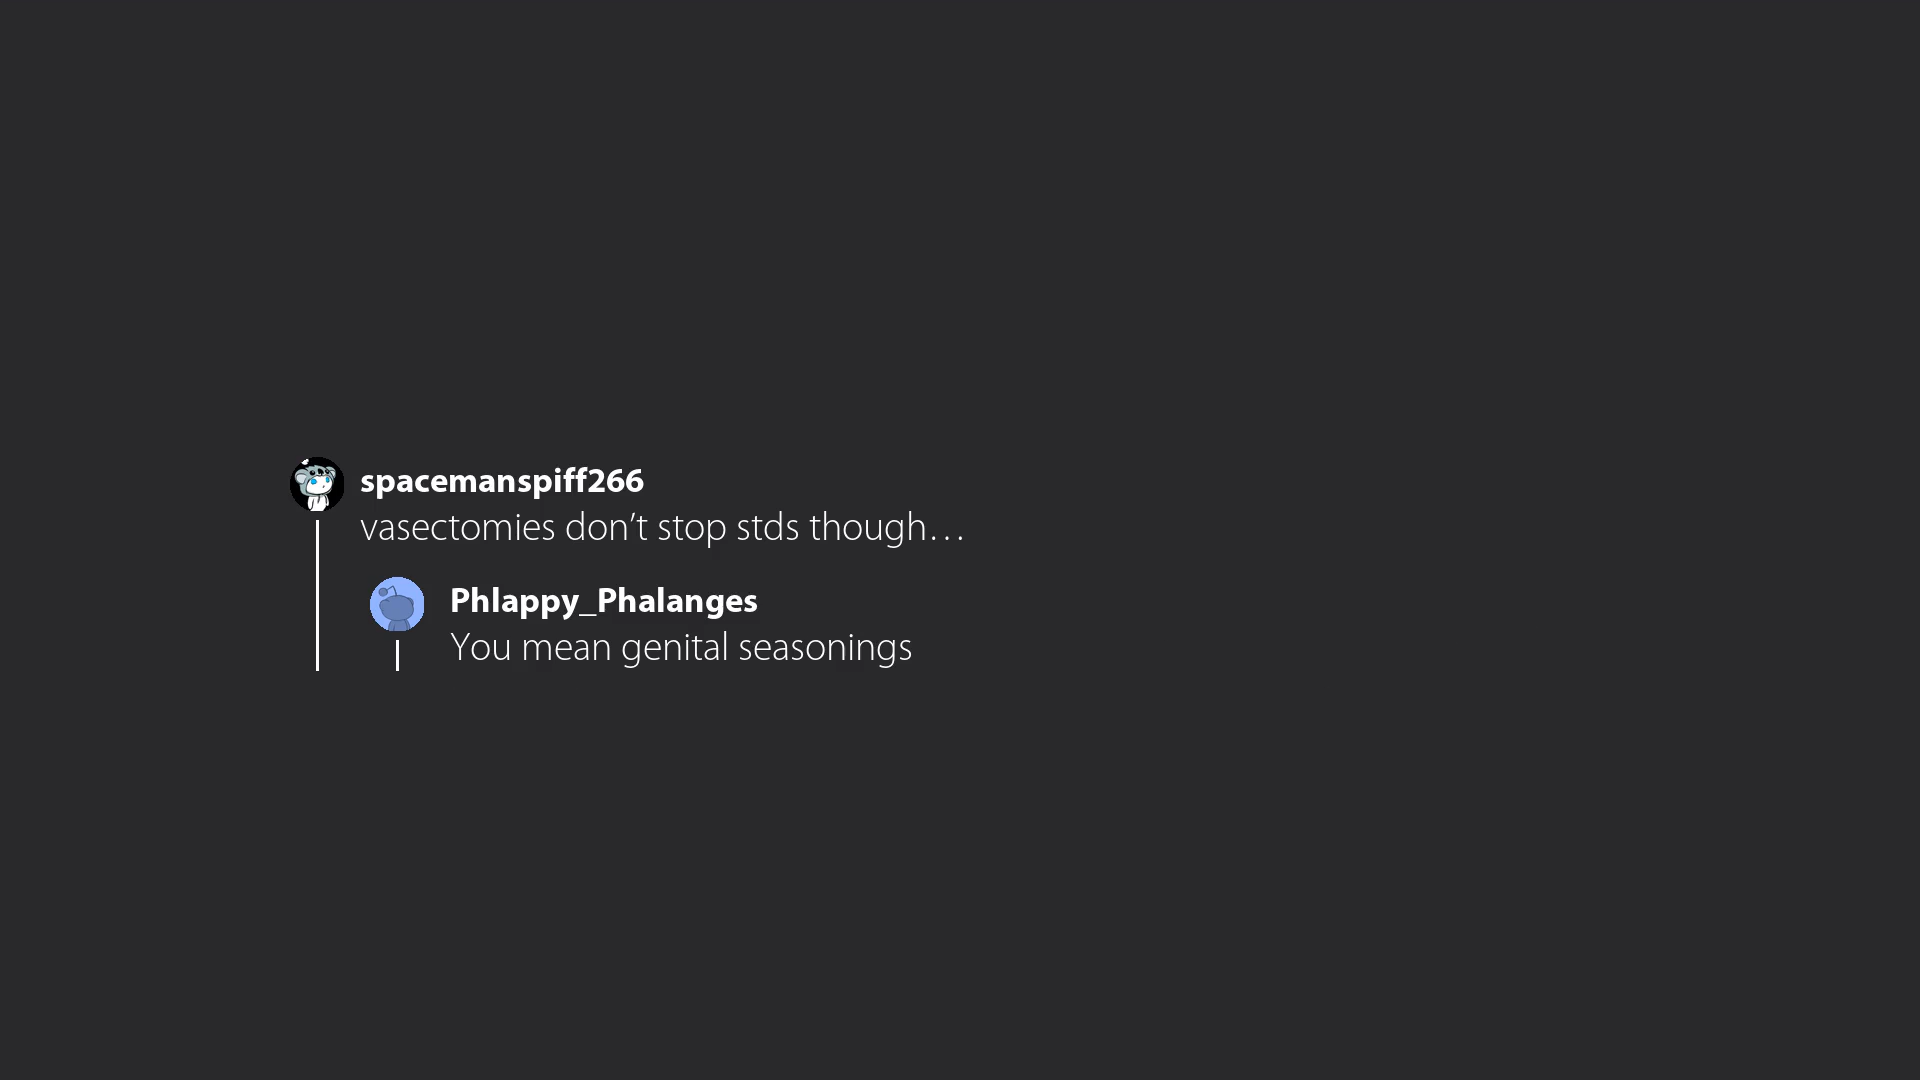 spacemanspiff266
vasectomies don’t stop stds though…
Phlappy_Phalanges
You mean genital seasonings